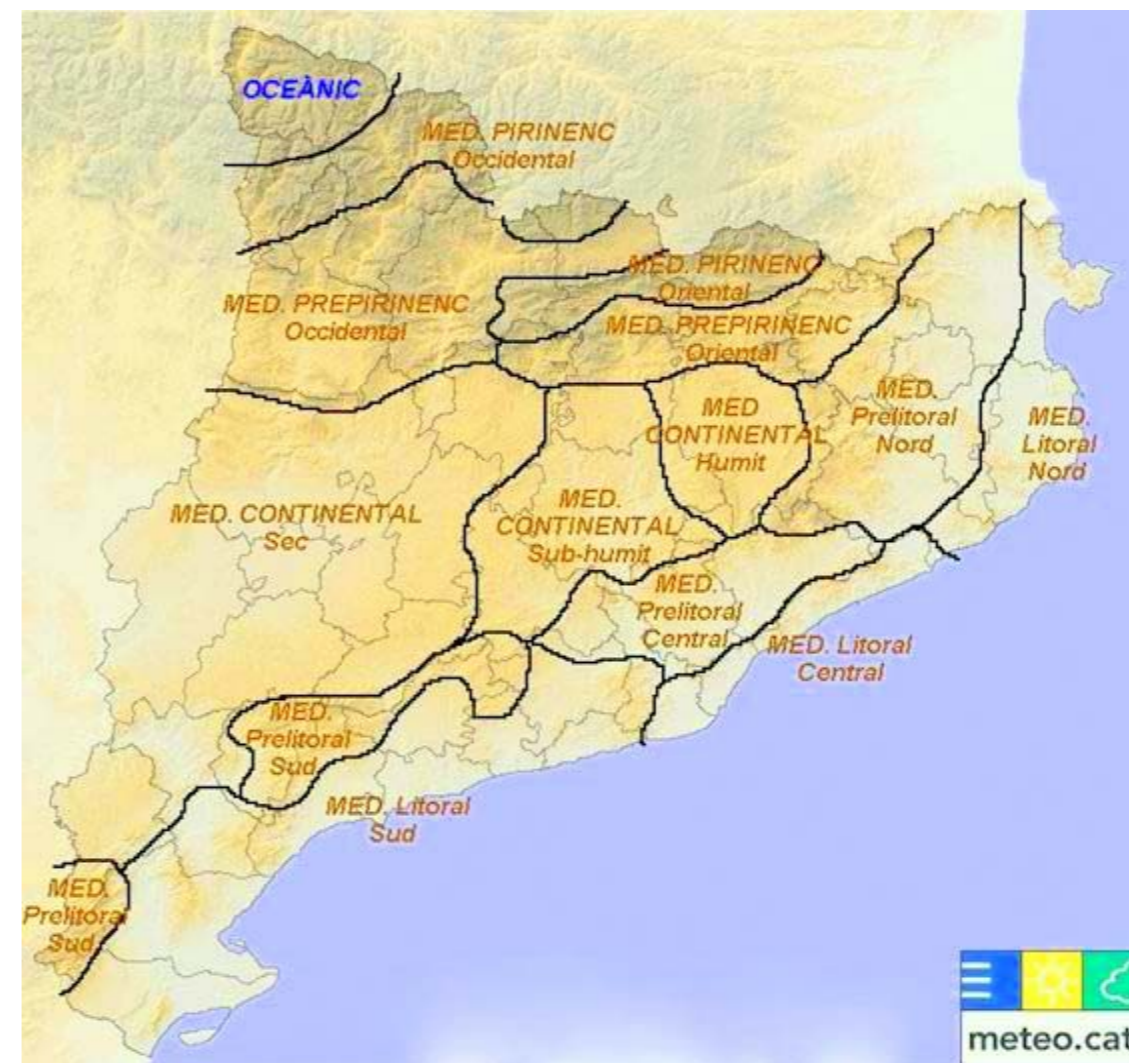 OCEÀNIC
MED. PIRINENC
Occidental
MED. PIRINENC
Oriental
MED. PREPIRINENC
Occidental
MED. PREPIRINENC
Oriental
MED.
Prelitoral
Nord
MED
CONTINENTAL
Humit
MED.
Litoral
Nord
MED. CONTINENTAL
Sec
MED.
CONTINENTAL
Sub-humit
MED.
Prelitoral
Central
MED. Litoral
Central
MED.
Prelitoral
Sud
MED. Litoral
Sud
MED.
Prelitoral
Sud
meteo.cat